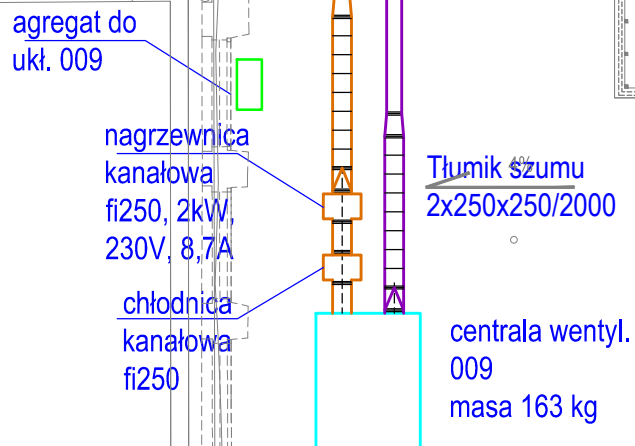 agregat do
ukł. 009
nagrzewnica
kanałowa
fi250, 2kW,
230V, 8,7A
chłodnica
kanałowa
fi250
Tłumik szumu
4%
2x250x250/2000
centrala wentyl.
009
masa 163 kg